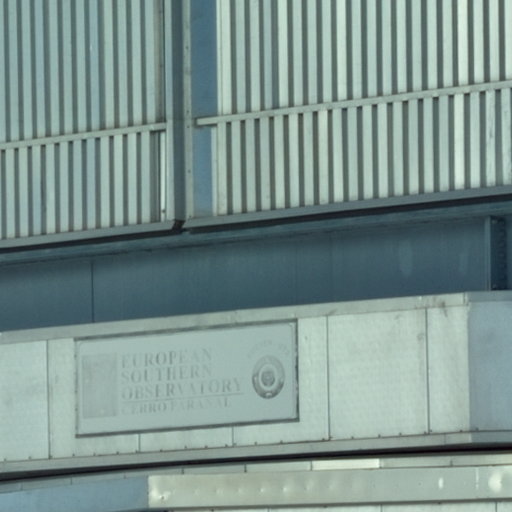 EUROPEAN
SOUTHERN
OBSERVATORY
CERRO PARANAL